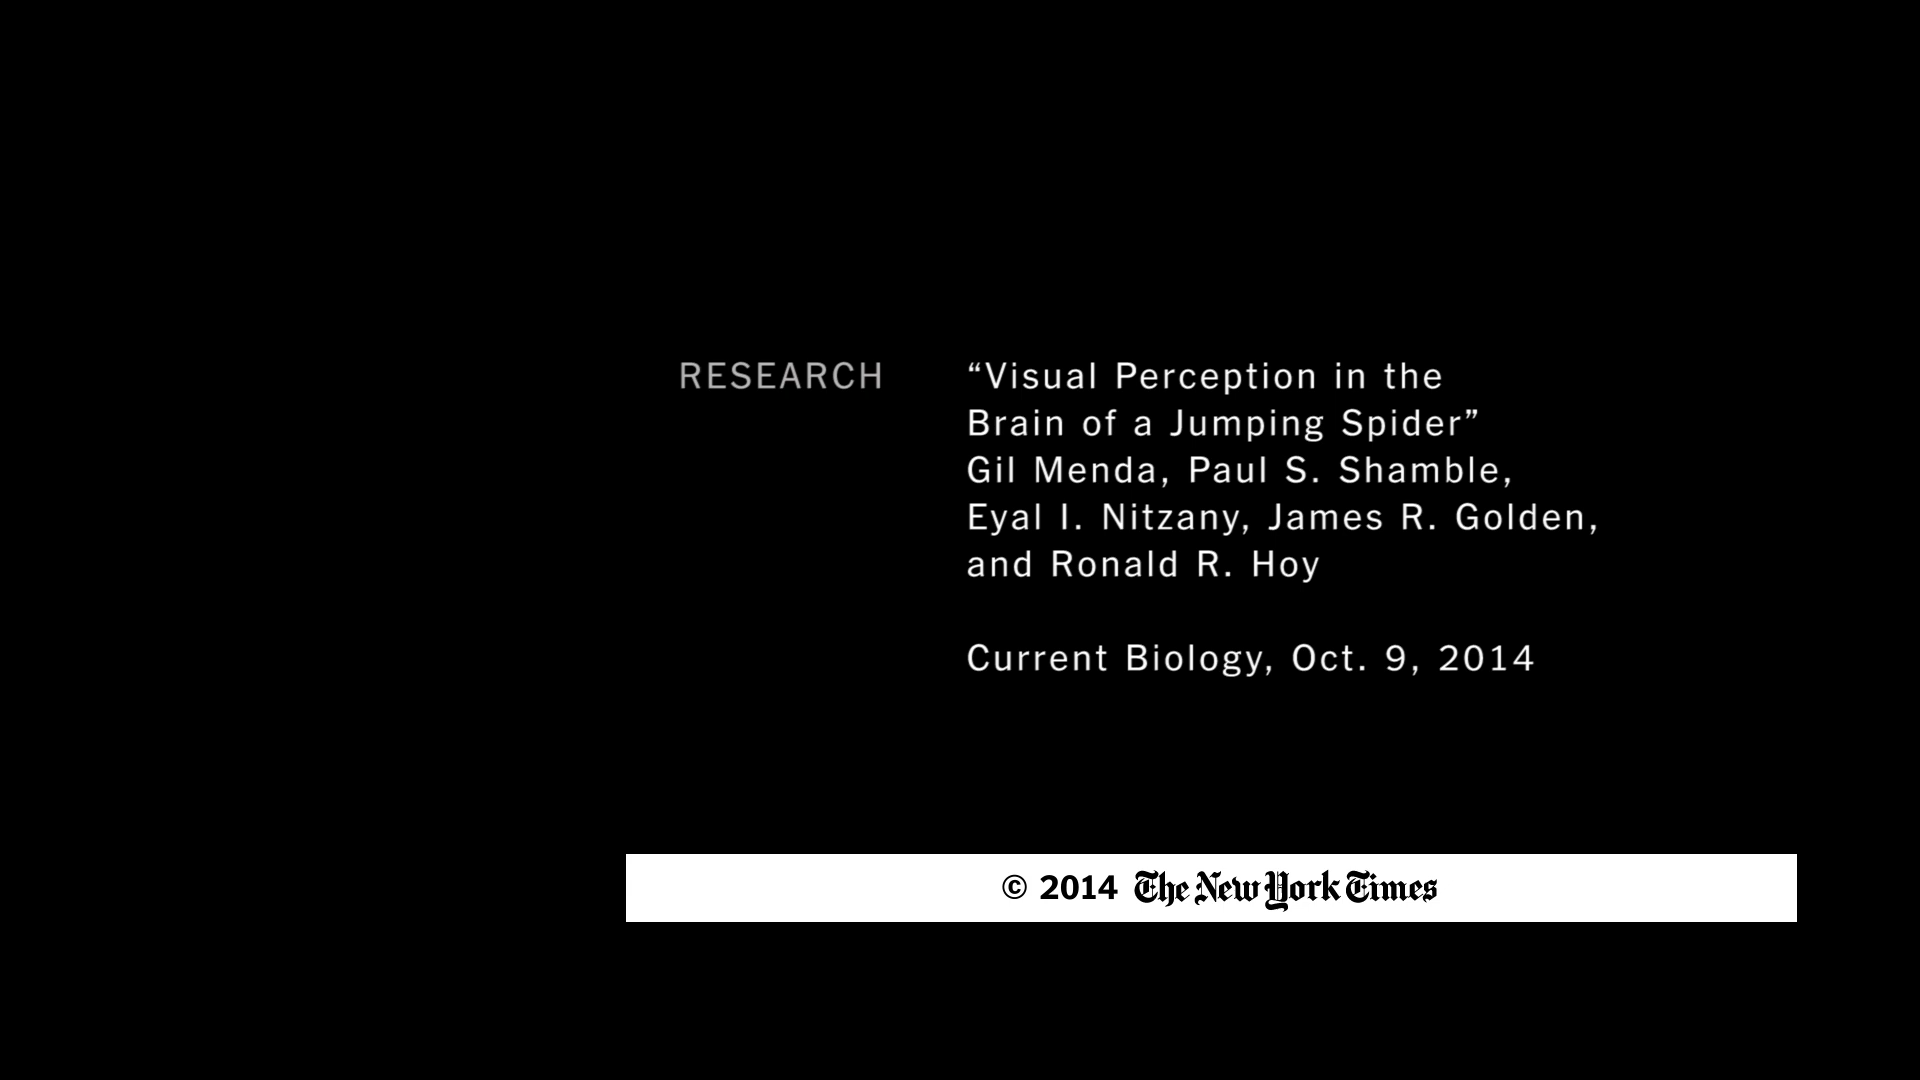 RESEARCH
“Visual Perception in the
Brain of a Jumping Spider”
Gil Menda, Paul S. Shamble,
Eyal I. Nitzany, James R. Golden,
and Ronald R. Hoy
Current Biology, Oct. 9, 2014
© 2014 The New York Times